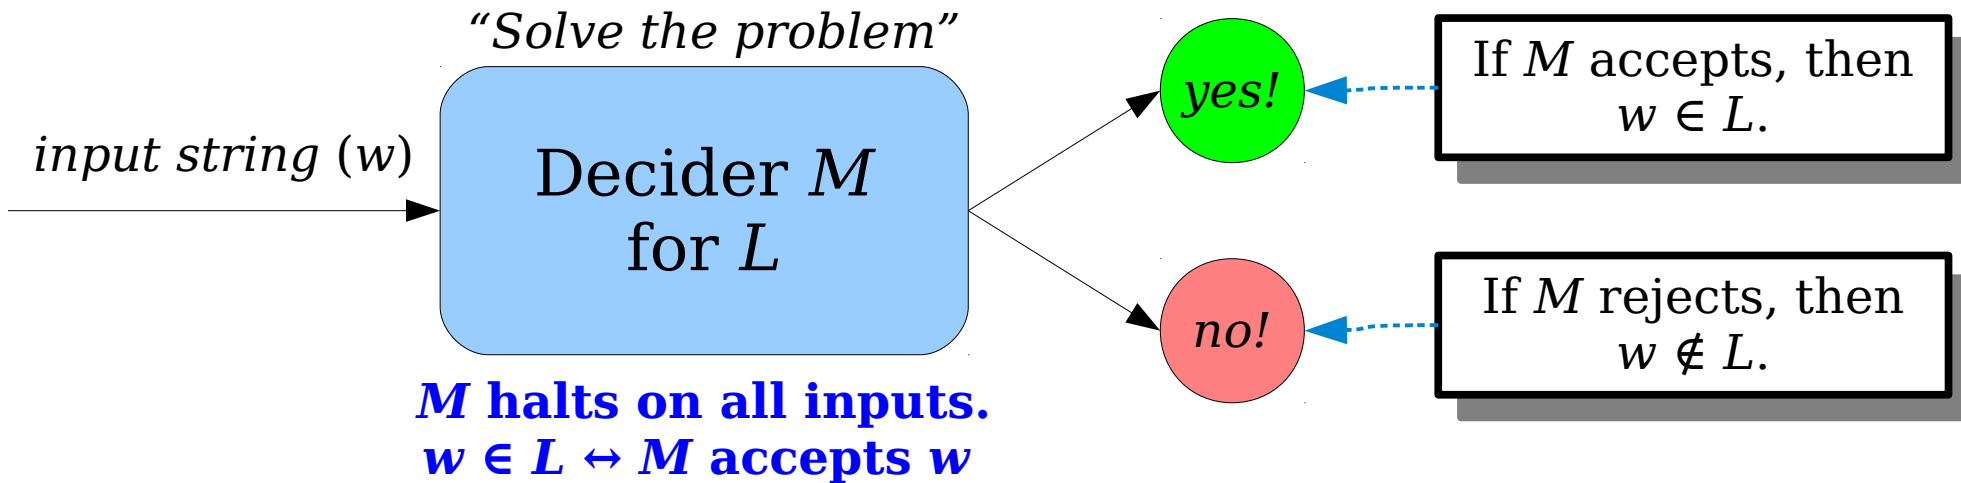 “Solve the problem”
input string (w)
Decider M
for L
M halts on all inputs.
w ∈ L ↔ M accepts w
yes!
If M accepts, then
w ∈ L.
no!
If M rejects, then
w ∉ L.